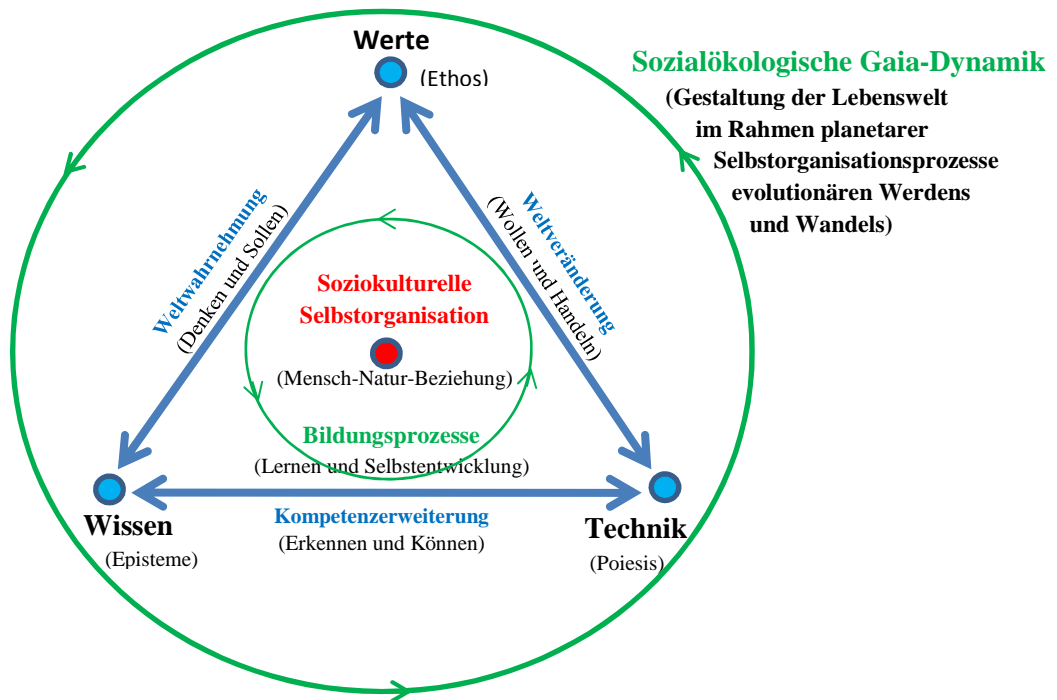 Werte
(Ethos)
Sozialökologische Gaia-Dynamik
(Gestaltung der Lebenswelt
im Rahmen planetarer
Selbstorganisationsprozesse
evolutionären Werdens
und Wandels)
Weltwahrnehmung
(Denken und Sollen)
Weltveränderung
(Wollen und Handeln)
Soziokulturelle
Selbstorganisation
(Mensch-Natur-Beziehung)
Bildungsprozesse
(Lernen und Selbstentwicklung)
Wissen
(Episteme)
Kompetenzerweiterung
(Erkennen und Können)
Technik
(Poiesis)